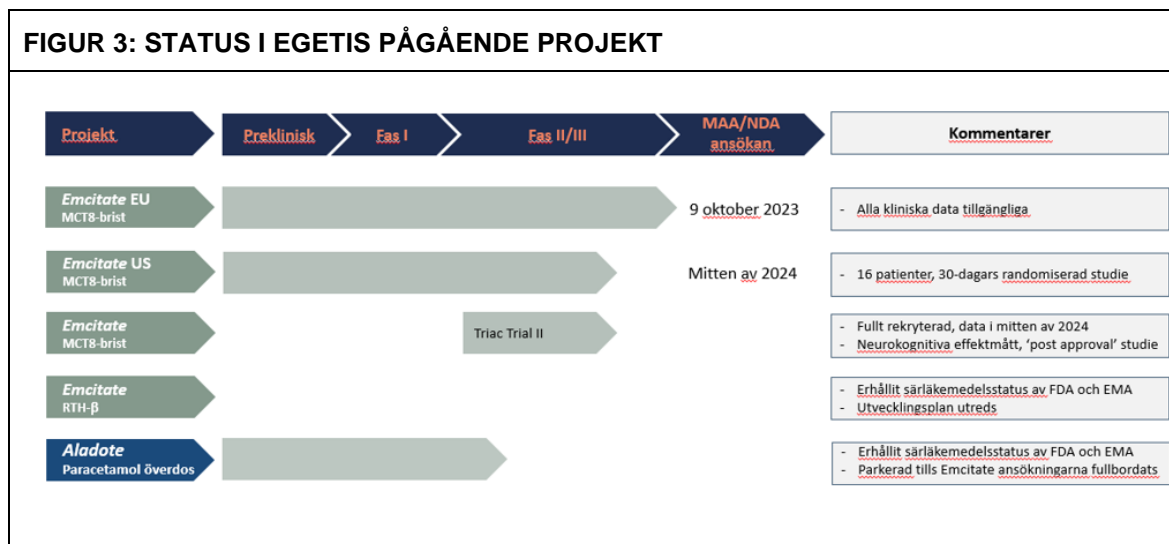 FIGUR 3: STATUS I EGETIS PÅGÅENDE PROJEKT
Projekt
Preklinisk
Fas I
Fas II/III
MAA/NDA
ansökan
Kommentarer
Emcitate EU
MCT8-brist
9 oktober 2023
- Alla kliniska data tillgängliga
Emcitate US
MCT8-brist
Mitten av 2024
- 16 patienter, 30-dagars randomiserad studie
Emcitate
MCT8-brist
Triac Trial II
- Fullt rekryterad, data i mitten av 2024
- Neurokognitiva effektmått, ‘post approval’ studie
Emcitate
RTH-β
- Erhållit särläkemedelsstatus av FDA och EMA
- Utvecklingsplan utreds
Aladote
Paracetamol överdos
- Erhållit särläkemedelsstatus av FDA och EMA
- Parkerad tills Emcitate ansökningarna fullbordats